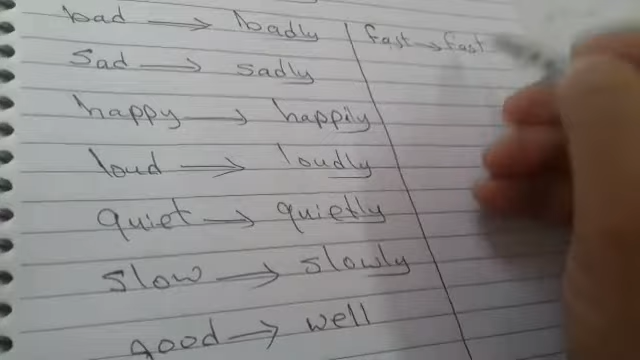 bad → badly
sad → sadly
happy → happily
loud → loudly
quiet → quietly
slow → slowly
good → well
fast → fast